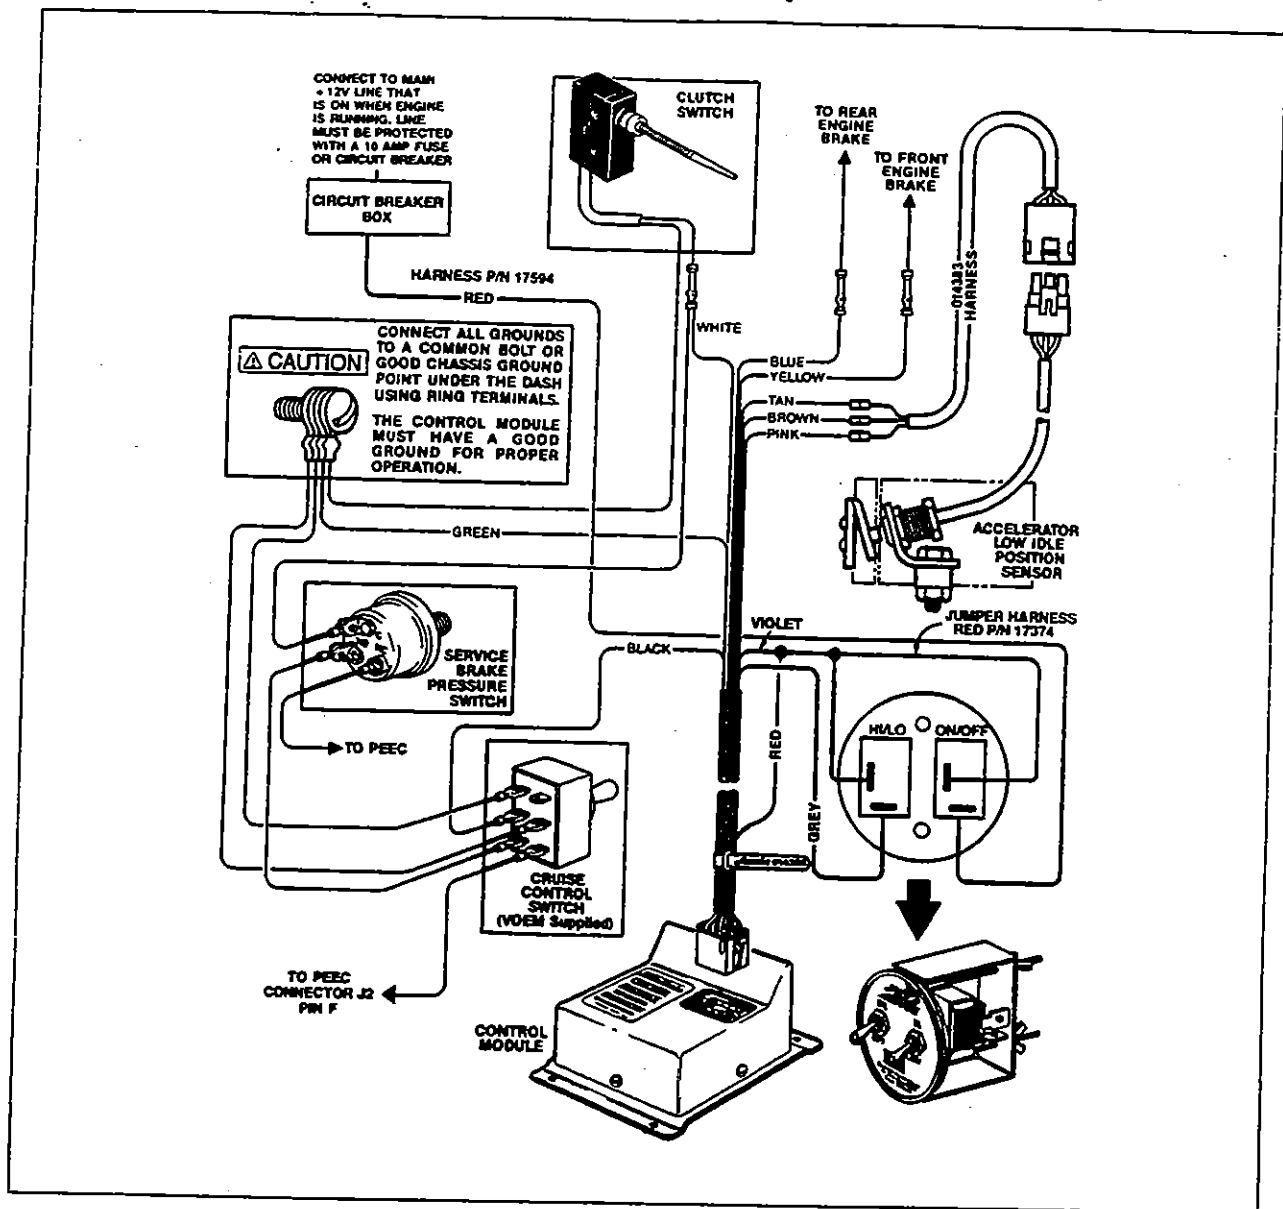 CONNECT TO MAIN
+ 12V LINE THAT
IS ON WHEN ENGINE
IS RUNNING. LINE
MUST BE PROTECTED
WITH A 10 AMP FUSE
OR CIRCUIT BREAKER
CIRCUIT BREAKER
BOX
CLUTCH
SWITCH
TO REAR
ENGINE
BRAKE
TO FRONT
ENGINE
BRAKE
HARNESS P/N 17594
RED
014383
HARNESS
WHITE
⚠ CAUTION
CONNECT ALL GROUNDS
TO A COMMON BOLT OR
GOOD CHASSIS GROUND
POINT UNDER THE DASH
USING RING TERMINALS.
THE CONTROL MODULE
MUST HAVE A GOOD
GROUND FOR PROPER
OPERATION.
BLUE
YELLOW
TAN
BROWN
PINK
GREEN
ACCELERATOR
LOW IDLE
POSITION
SENSOR
JUMPER HARNESS
RED P/N 17374
VIOLET
BLACK
SERVICE
BRAKE
PRESSURE
SWITCH
TO PEEC
RED
GREY
HI/LO
ON/OFF
CRUISE
CONTROL
SWITCH
(VOEM Supplied)
TO PEEC
CONNECTOR J2
PIN F
CONTROL
MODULE